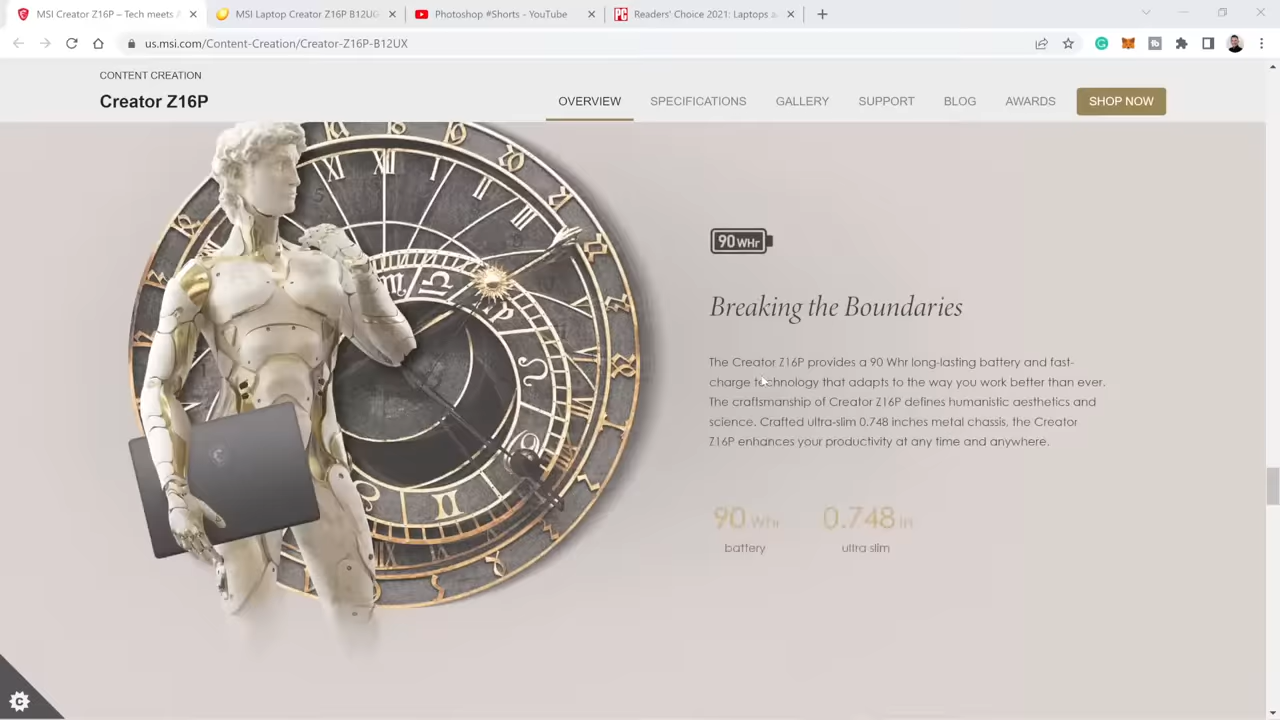 MSI Creator Z16P – Tech meets
MSI Laptop Creator Z16P B12UG
Photoshop #Shorts - YouTube
Readers' Choice 2021: Laptops
us.msi.com/Content-Creation/Creator-Z16P-B12UX
CONTENT CREATION
Creator Z16P
OVERVIEW
SPECIFICATIONS
GALLERY
SUPPORT
BLOG
AWARDS
SHOP NOW
XI XII I II III
90 WHr
Breaking the Boundaries
The Creator Z16P provides a 90 Whr long-lasting battery and fast-
charge technology that adapts to the way you work better than ever.
The craftsmanship of Creator Z16P defines humanistic aesthetics and
science. Crafted ultra-slim 0.748 inches metal chassis, the Creator
Z16P enhances your productivity at any time and anywhere.
90 Whr 0.748 in
battery ultra slim